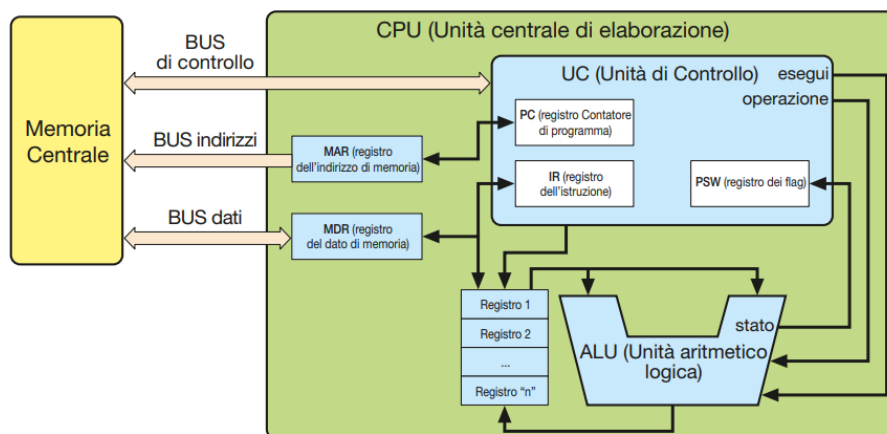 CPU (Unità centrale di elaborazione)
BUS
di controllo
UC (Unità di Controllo)
esegui
operazione
Memoria
Centrale
BUS indirizzi
MAR (registro
dell'indirizzo di memoria)
PC (registro Contatore
di programma)
IR (registro
dell'istruzione)
PSW (registro dei flag)
BUS dati
MDR (registro
del dato di memoria)
Registro 1
Registro 2
...
Registro “n”
stato
ALU (Unità aritmetico
logica)